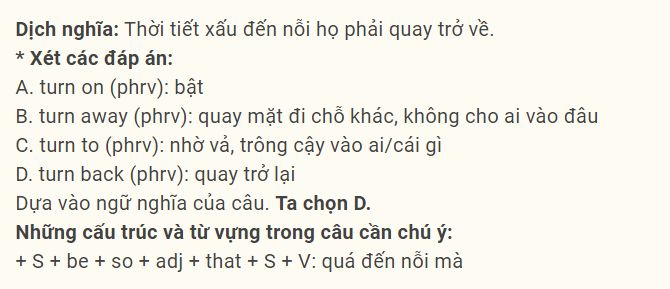 Dịch nghĩa: Thời tiết xấu đến nỗi họ phải quay trở về.
* Xét các đáp án:
A. turn on (phrv): bật
B. turn away (phrv): quay mặt đi chỗ khác, không cho ai vào đâu
C. turn to (phrv): nhờ vả, trông cậy vào ai/cái gì
D. turn back (phrv): quay trở lại
Dựa vào ngữ nghĩa của câu. Ta chọn D.
Những cấu trúc và từ vựng trong câu cần chú ý:
+ S + be + so + adj + that + S + V: quá đến nỗi mà